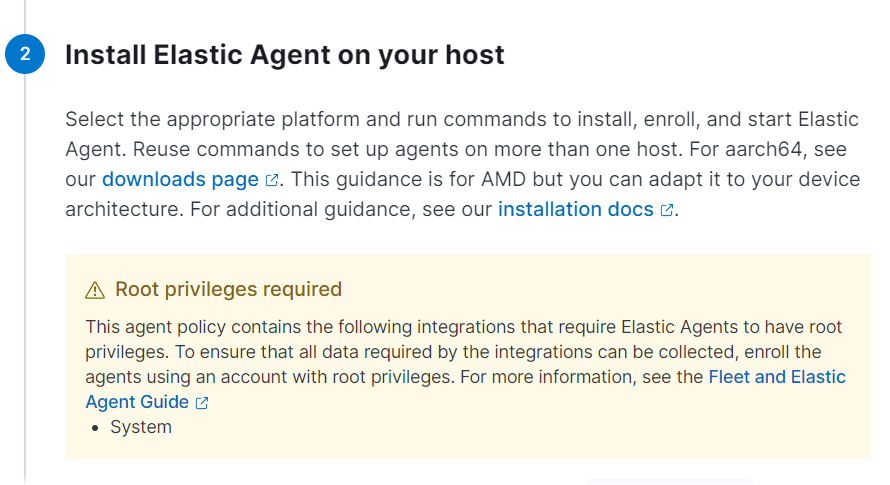 2
Install Elastic Agent on your host
Select the appropriate platform and run commands to install, enroll, and start Elastic
Agent. Reuse commands to set up agents on more than one host. For aarch64, see
our downloads page. This guidance is for AMD but you can adapt it to your device
architecture. For additional guidance, see our installation docs.
Root privileges required
This agent policy contains the following integrations that require Elastic Agents to have root
privileges. To ensure that all data required by the integrations can be collected, enroll the
agents using an account with root privileges. For more information, see the Fleet and Elastic
Agent Guide
• System